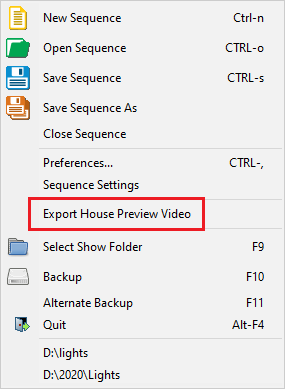 New Sequence Ctrl-n
Open Sequence CTRL-o
Save Sequence CTRL-s
Save Sequence As
Close Sequence
Preferences... CTRL-,
Sequence Settings
Export House Preview Video
Select Show Folder F9
Backup F10
Alternate Backup F11
Quit Alt-F4
D:\lights
D:\2020\Lights